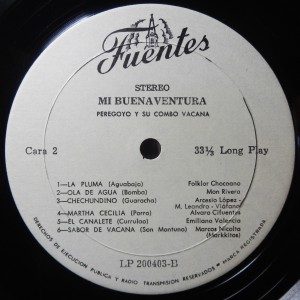 Fuentes
STEREO
MI BUENAVENTURA
PEREGOYO Y SU COMBO VACANA
Cara 2 33⅓ Long Play
1—LA PLUMA (Aguabajo) Folklor Chocoano
2—OLA DE AGUA (Bomba) Mon Rivera
3—CHECHUNDINO (Guaracha) Arcesio López -
M. Leandro - Viáfrane
4—MARTHA CECILIA (Porro) Alvaro Cifuentes
5—EL CANALETE (Currulao) Emiliano Valencia
6—SABOR DE VACANA (Son Montuno) Marcos Micolta
(Markkitos)
LP 200403-B
DERECHOS DE EJECUCION PUBLICA Y RADIO TRANSMISION RESERVADOS • MARCA REGISTRADA